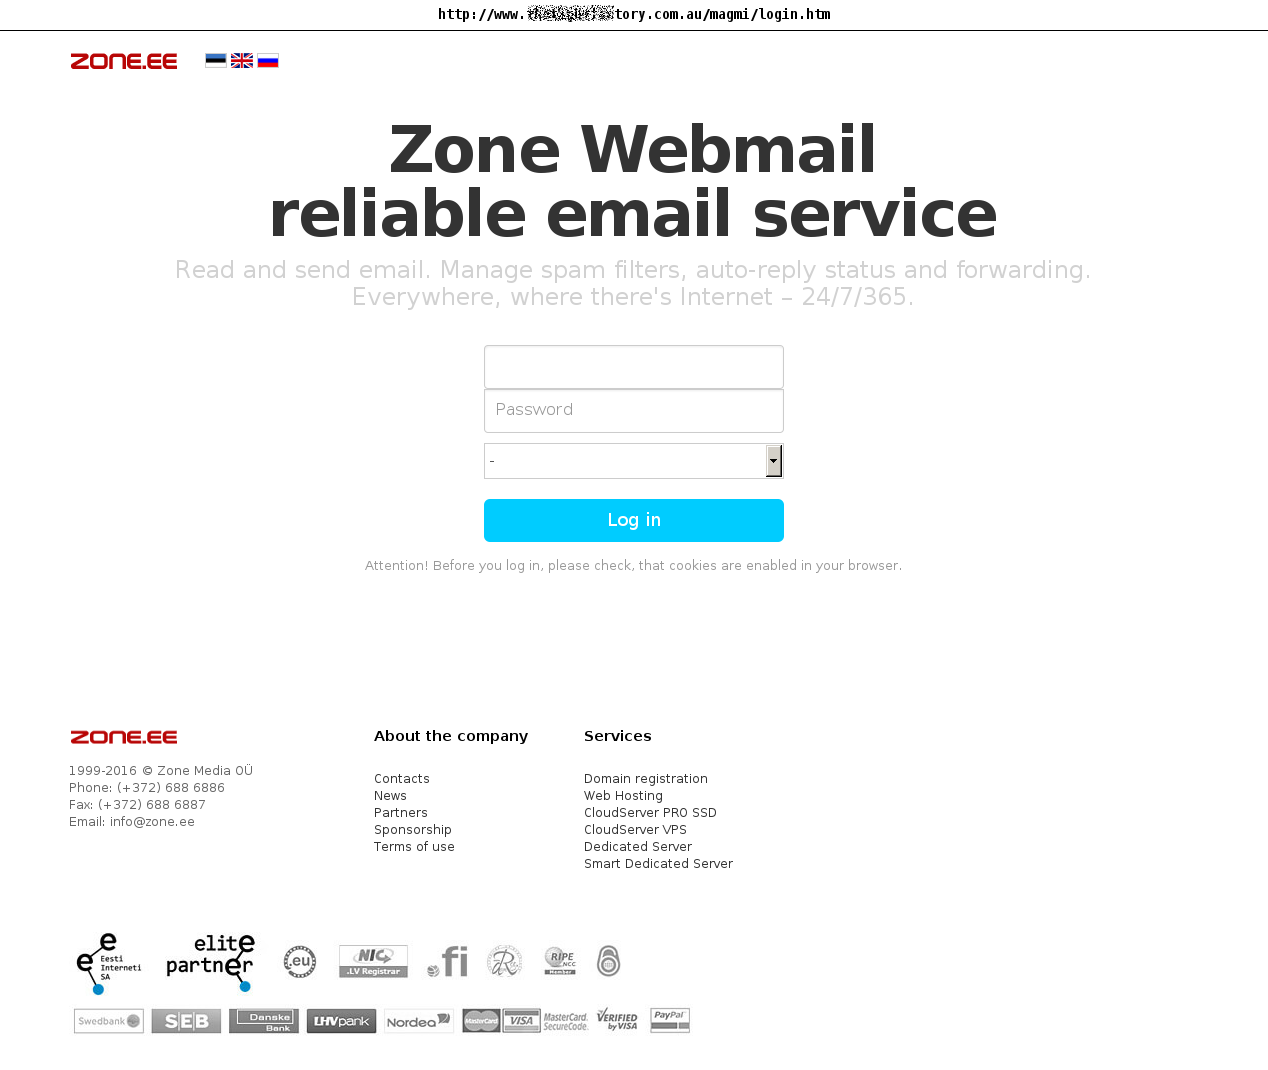 http://www. tory.com.au/magmi/login.htm
ZONE.EE
Zone Webmail
reliable email service
Read and send email. Manage spam filters, auto-reply status and forwarding.
Everywhere, where there's Internet – 24/7/365.
Password
-
Log in
Attention! Before you log in, please check, that cookies are enabled in your browser.
ZONE.EE
1999-2016 © Zone Media OÜ
Phone: (+372) 688 6886
Fax: (+372) 688 6887
Email: info@zone.ee
About the company
Contacts
News
Partners
Sponsorship
Terms of use
Services
Domain registration
Web Hosting
CloudServer PRO SSD
CloudServer VPS
Dedicated Server
Smart Dedicated Server
Eesti
Interneti
SA
elite
partner
.eu
NIC
.LV Registrar
.fi
R
RIPE
NCC
Member
Swedbank
SEB
Danske
Bank
LHVpank
Nordea
MasterCard
VISA
MasterCard.
SecureCode.
VERIFIED
by VISA
PayPal